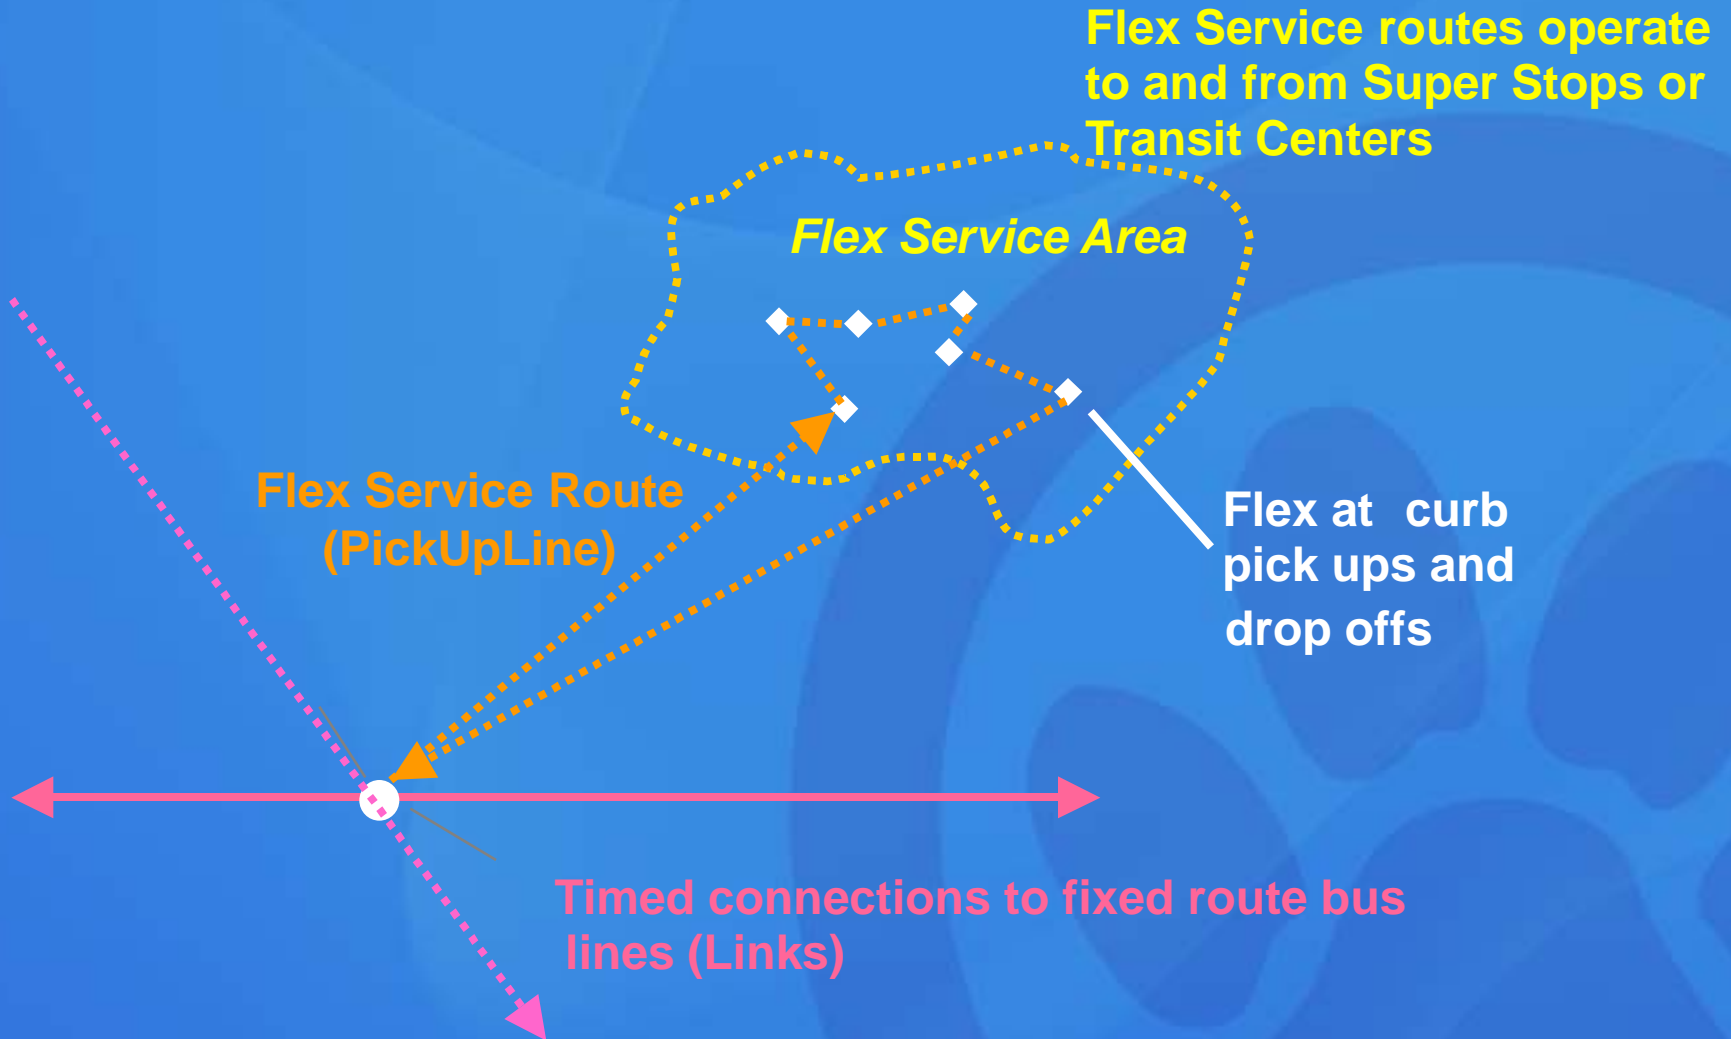 Flex Service routes operate
to and from Super Stops or
Transit Centers
Flex Service Area
Flex Service Route
(PickUpLine)
Flex at curb
pick ups and
drop offs
Timed connections to fixed route bus
lines (Links)